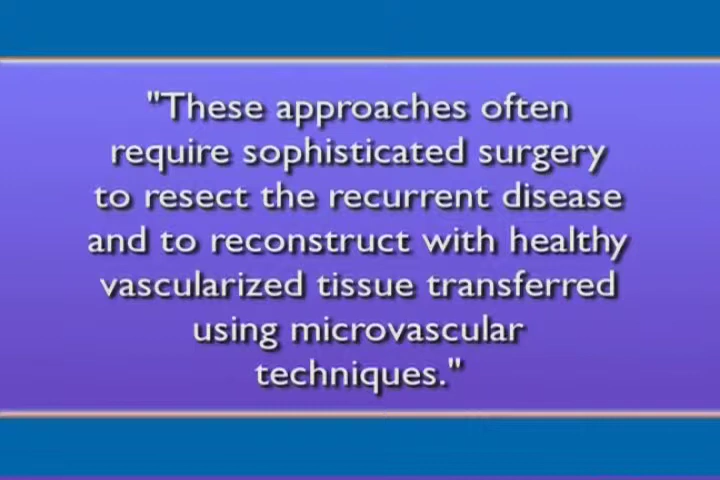 "These approaches often
require sophisticated surgery
to resect the recurrent disease
and to reconstruct with healthy
vascularized tissue transferred
using microvascular
techniques."